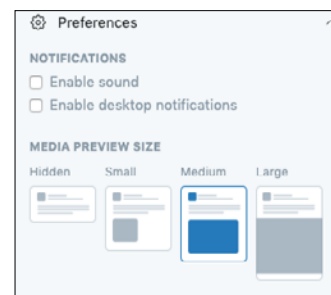 Preferences
NOTIFICATIONS
Enable sound
Enable desktop notifications
MEDIA PREVIEW SIZE
Hidden Small Medium Large